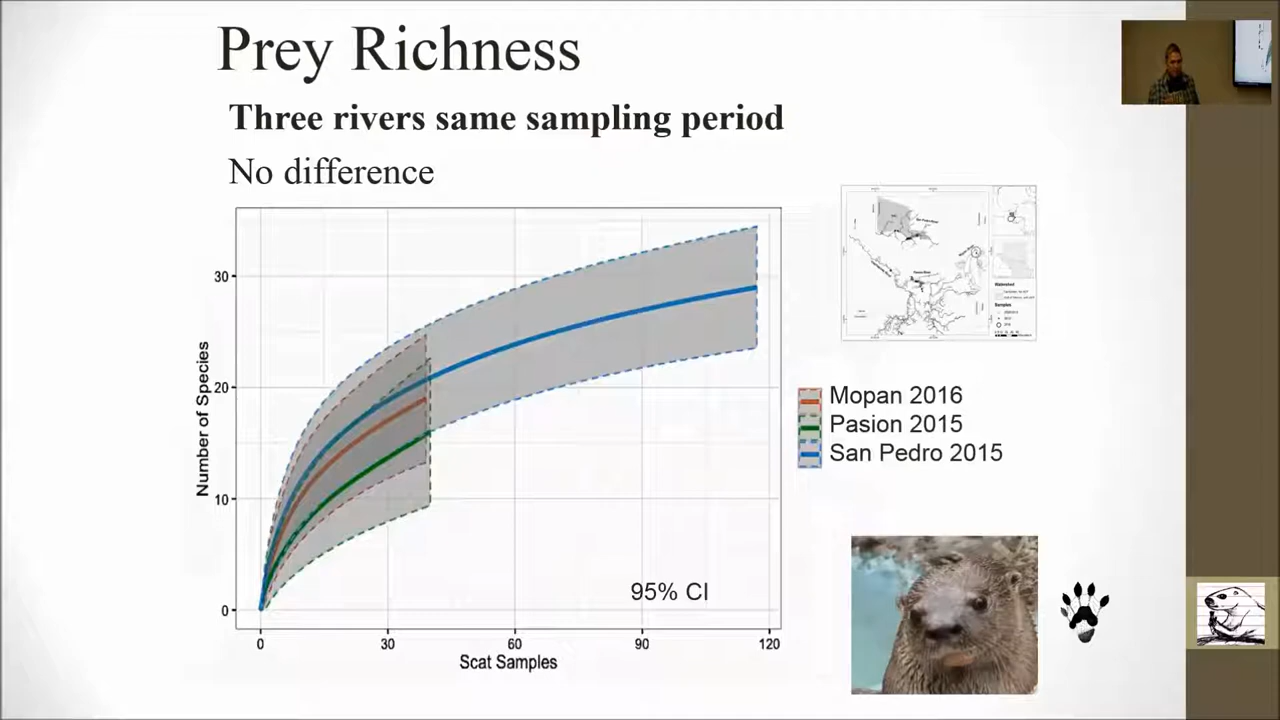 Prey Richness
Three rivers same sampling period
No difference
Number of Species
30
20
10
0
0 30 60 90 120
Scat Samples
95% CI
Mopan 2016
Pasion 2015
San Pedro 2015